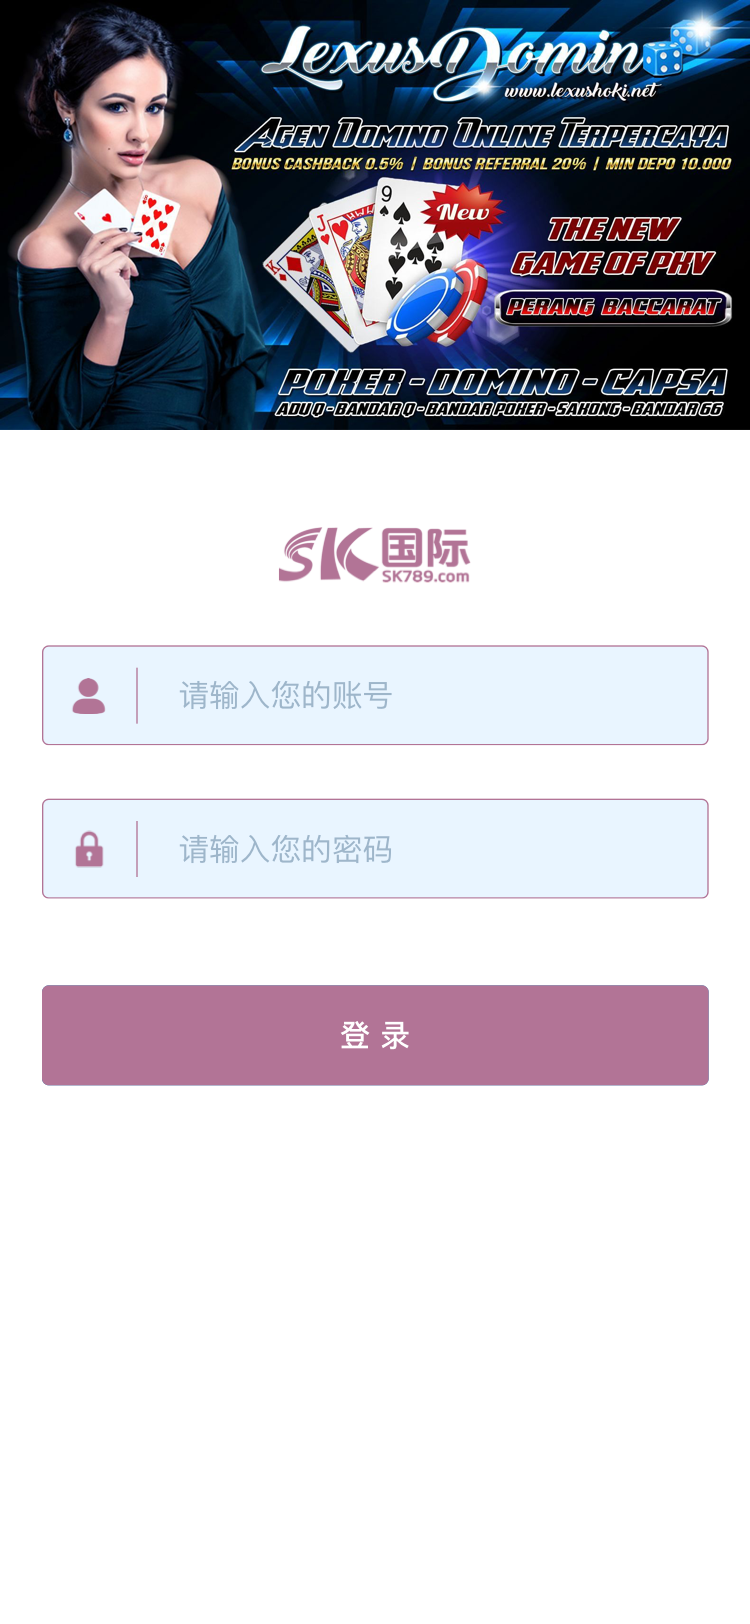 LexusDomino
www.lexushoki.net
AGEN DOMINO ONLINE TERPERCAYA
BONUS CASHBACK 0.5% | BONUS REFERRAL 20% | MIN DEPO 10.000
K
J
9
New
THE NEW
GAME OF PKV
PERANG BACCARAT
POKER - DOMINO - CAPSA
ADU Q - BANDAR Q - BANDAR POKER - SAKONG - BANDAR 66
SK国际
SK789.com
请输入您的账号
请输入您的密码
登 录